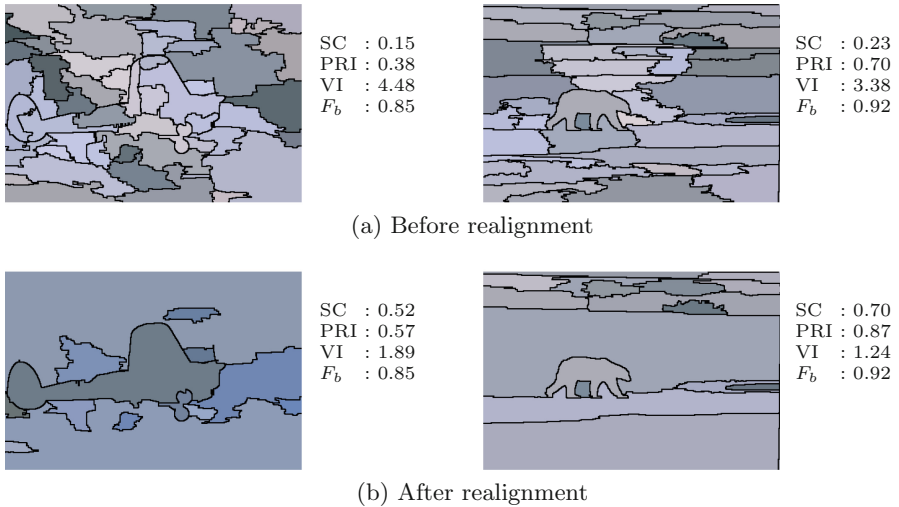 SC : 0.15
PRI : 0.38
VI : 4.48
F_b : 0.85
SC : 0.23
PRI : 0.70
VI : 3.38
F_b : 0.92
(a) Before realignment
SC : 0.52
PRI : 0.57
VI : 1.89
F_b : 0.85
SC : 0.70
PRI : 0.87
VI : 1.24
F_b : 0.92
(b) After realignment